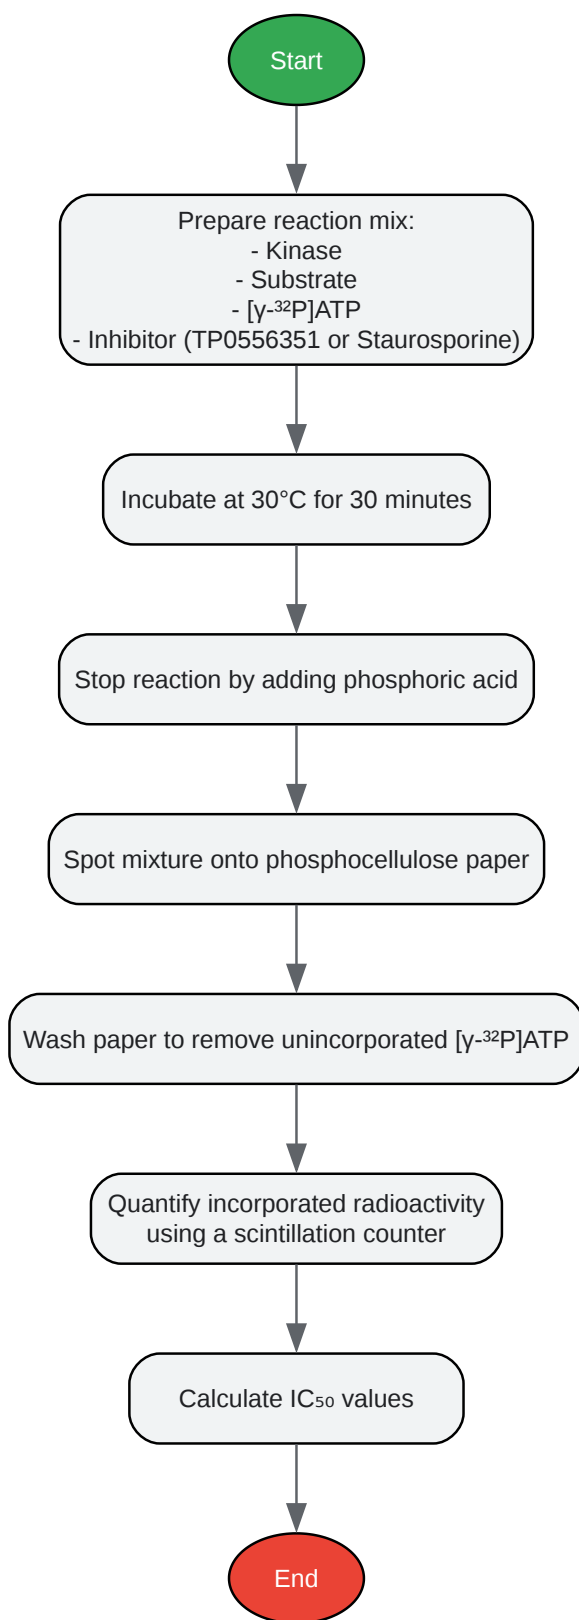 Start
Prepare reaction mix:
- Kinase
- Substrate
- [γ-³²P]ATP
- Inhibitor (TP0556351 or Staurosporine)
Incubate at 30°C for 30 minutes
Stop reaction by adding phosphoric acid
Spot mixture onto phosphocellulose paper
Wash paper to remove unincorporated [γ-³²P]ATP
Quantify incorporated radioactivity
using a scintillation counter
Calculate IC₅₀ values
End